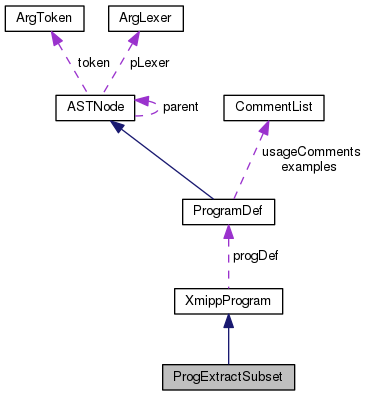 ArgToken
ArgLexer
token
pLexer
ASTNode
parent
CommentList
usageComments
examples
ProgramDef
progDef
XmippProgram
ProgExtractSubset